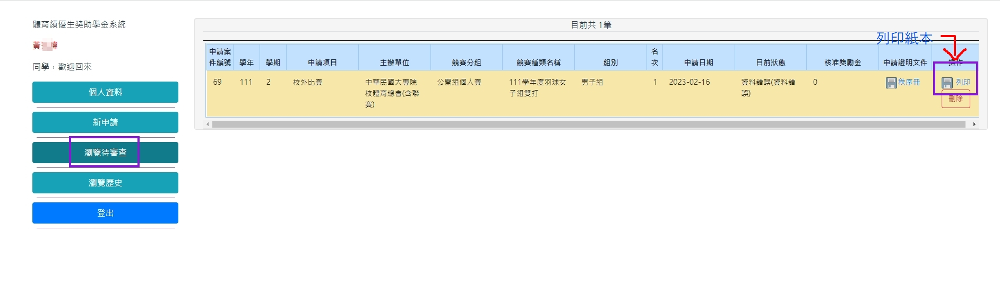 體育績優生獎助學金系統
黃 瑋
同學，歡迎回來
個人資料
新申請
瀏覽待審查
瀏覽歷史
登出
目前共 1筆
列印紙本
申請案件編號 學年 學期 申請項目 主辦單位 競賽分組 競賽種類名稱 組別 名次 申請日期 目前狀態 核准獎勵金 申請證明文件 操作
69 111 2 校外比賽 中華民國大專院校體育總會(含聯賽) 公開組個人賽 111學年度羽球女子組雙打 男子組 1 2023-02-16 資料錯誤(資料錯誤) 0 秩序冊 列印
刪除